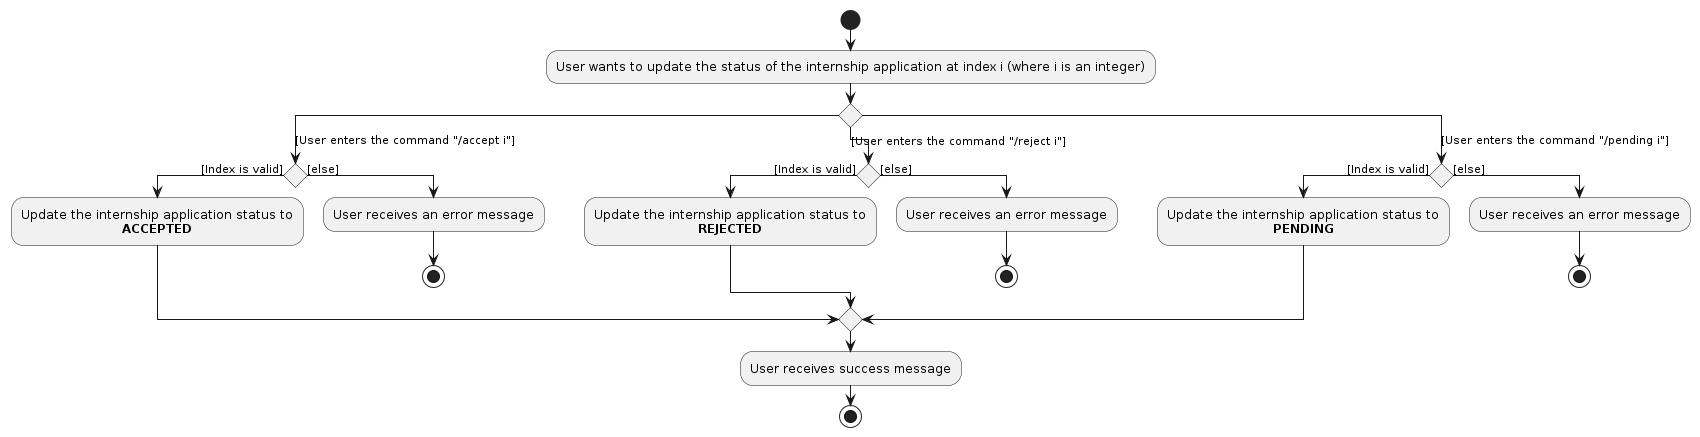 User wants to update the status of the internship application at index i (where i is an integer)
[User enters the command "/accept i"]
[User enters the command "/reject i"]
[User enters the command "/pending i"]
[Index is valid]
[else]
[Index is valid]
[else]
[Index is valid]
[else]
Update the internship application status to
ACCEPTED
User receives an error message
Update the internship application status to
REJECTED
User receives an error message
Update the internship application status to
PENDING
User receives an error message
User receives success message